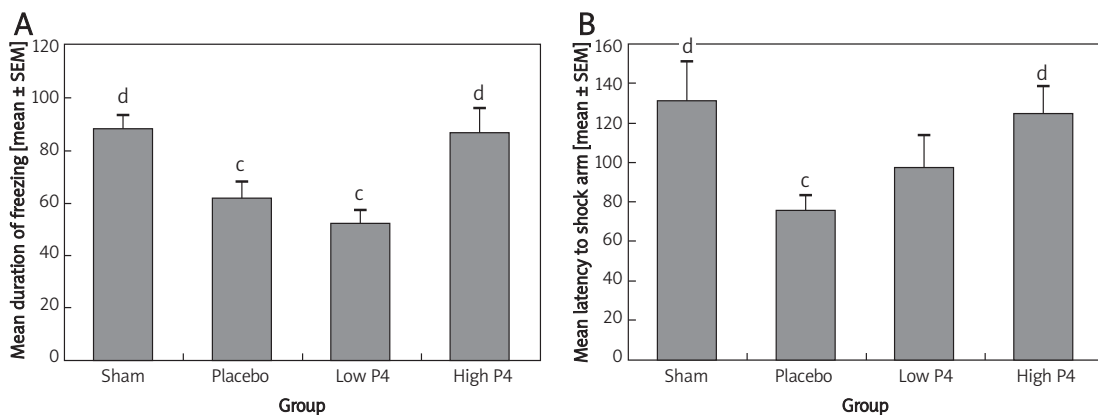 A
Mean duration of freezing [mean ± SEM]
120
100
80
60
40
20
0
d
c
c
d
Sham Placebo Low P4 High P4
Group
B
Mean latency to shock arm [mean ± SEM]
160
140
120
100
80
60
40
20
0
d
c
d
Sham Placebo Low P4 High P4
Group